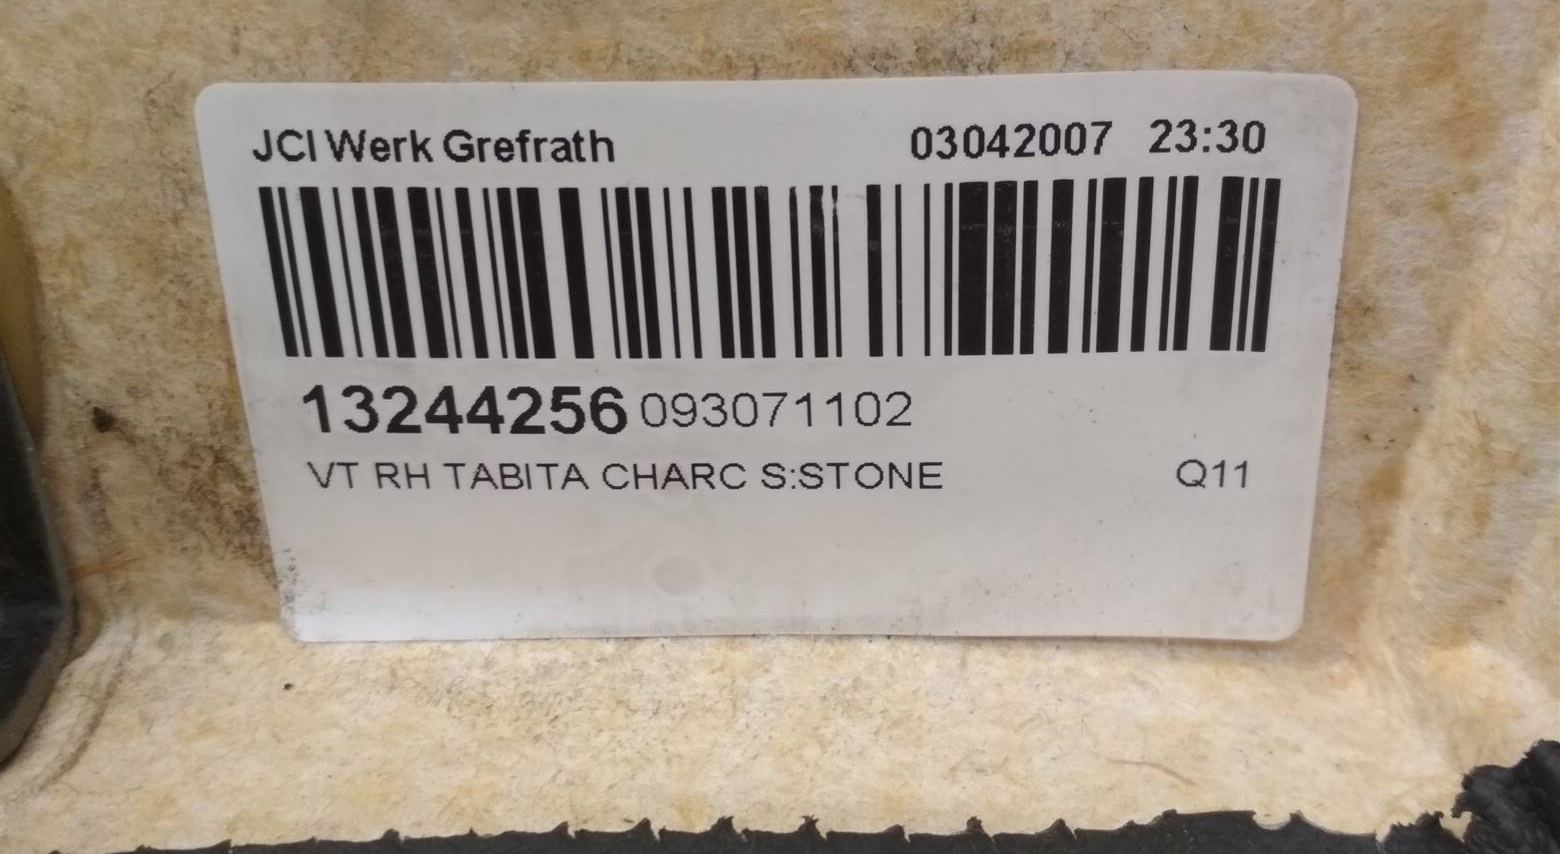 JCI Werk Grefrath 03042007 23:30
13244256 093071102
VT RH TABITA CHARC S:STONE Q11